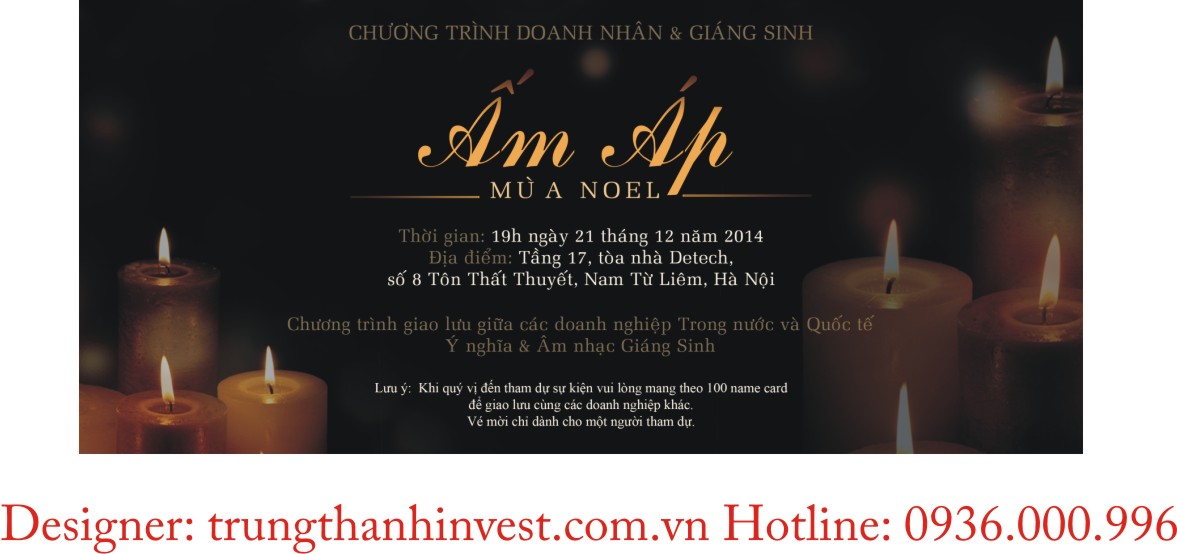 CHƯƠNG TRÌNH DOANH NHÂN & GIÁNG SINH
Ấm Áp
MÙ A NOEL
Thời gian: 19h ngày 21 tháng 12 năm 2014
Địa điểm: Tầng 17, tòa nhà Detech,
số 8 Tôn Thất Thuyết, Nam Từ Liêm, Hà Nội
Chương trình giao lưu giữa các doanh nghiệp Trong nước và Quốc tế
Ý nghĩa & Âm nhạc Giáng Sinh
Lưu ý: Khi quý vị đến tham dự sự kiện vui lòng mang theo 100 name card
để giao lưu cùng các doanh nghiệp khác.
Vé mời chỉ dành cho một người tham dự.
Designer: trungthanhinvest.com.vn Hotline: 0936.000.996